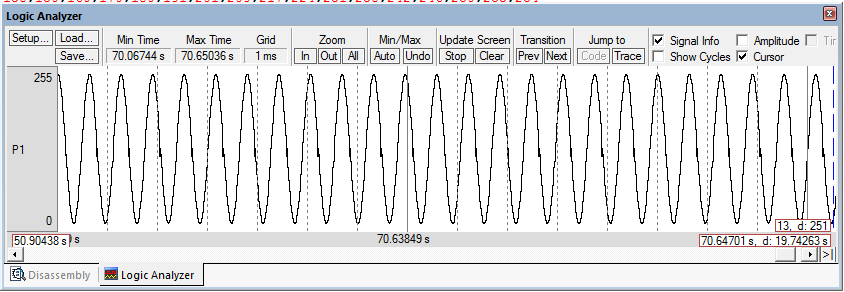 Logic Analyzer
Setup... Load... Min Time Max Time Grid Zoom Min/Max Update Screen Transition Jump to Signal Info Amplitude
Save... 70.06744 s 70.65036 s 1 ms In Out All Auto Undo Stop Clear Prev Next Code Trace Show Cycles Cursor
255
P1
0
13, d: 251
50.90438 s s 70.63849 s 70.64701 s, d: 19.74263 s
Disassembly Logic Analyzer